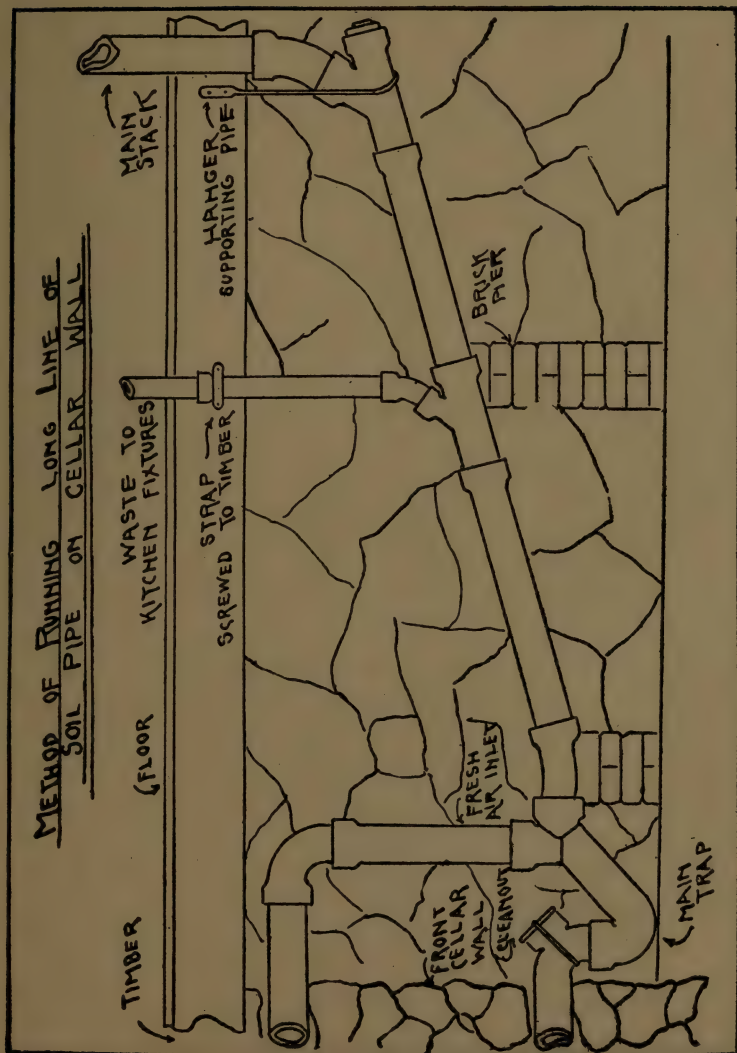 METHOD OF RUNNING LONG LINE OF
SOIL PIPE ON CELLAR WALL
TIMBER
FLOOR
WASTE TO
KITCHEN FIXTURES
MAIN
STACK
STRAP
SCREWED TO TIMBER
HANGER
SUPPORTING PIPE
BRICK
PIER
FRESH
AIR INLET
FRONT
CELLAR
WALL
CLEANOUT
MAIN
TRAP